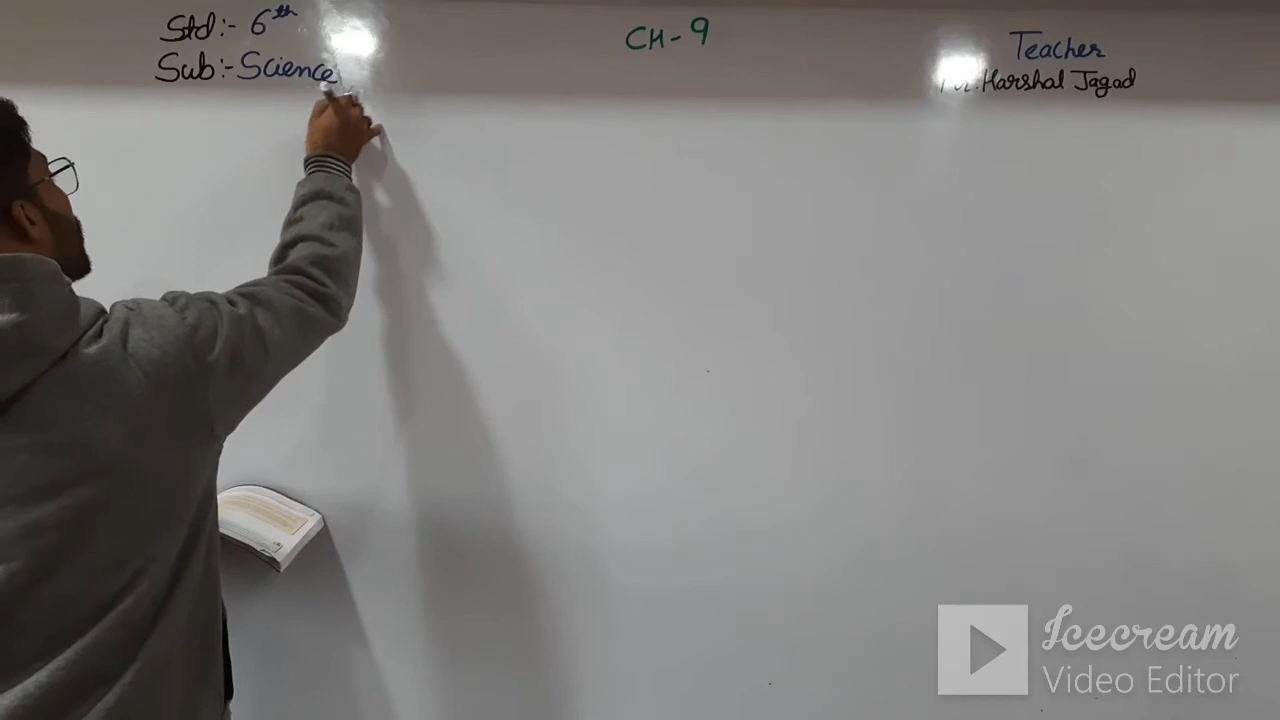 Std:- 6th
Sub:- Science
CH-9
Teacher
Harshal Jagad
Icecream
Video Editor